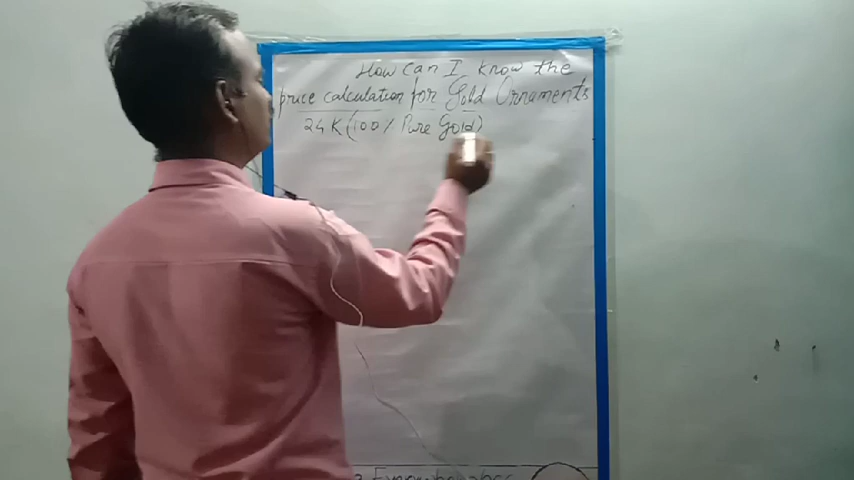 How can I know the
price calculation for Gold Ornaments
24K(100% Pure Gold)